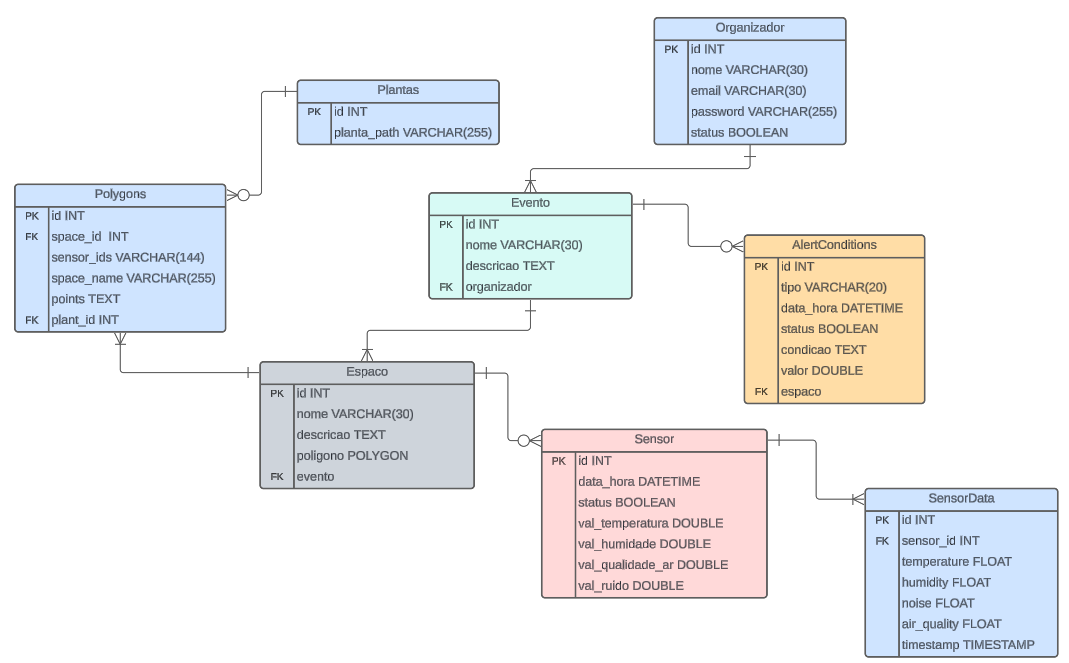 Organizador
PK id INT
nome VARCHAR(30)
email VARCHAR(30)
password VARCHAR(255)
status BOOLEAN
Plantas
PK id INT
planta_path VARCHAR(255)
Polygons
PK id INT
FK space_id INT
sensor_ids VARCHAR(144)
space_name VARCHAR(255)
points TEXT
FK plant_id INT
Evento
PK id INT
nome VARCHAR(30)
descricao TEXT
FK organizador
AlertConditions
PK id INT
tipo VARCHAR(20)
data_hora DATETIME
status BOOLEAN
condicao TEXT
valor DOUBLE
FK espaco
Espaco
PK id INT
nome VARCHAR(30)
descricao TEXT
poligono POLYGON
FK evento
Sensor
PK id INT
data_hora DATETIME
status BOOLEAN
val_temperatura DOUBLE
val_humidade DOUBLE
val_qualidade_ar DOUBLE
val_ruido DOUBLE
SensorData
PK id INT
FK sensor_id INT
temperature FLOAT
humidity FLOAT
noise FLOAT
air_quality FLOAT
timestamp TIMESTAMP